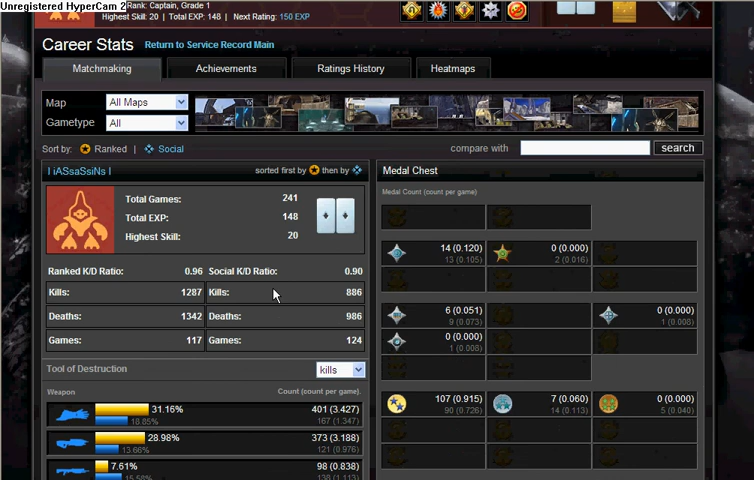 Unregistered HyperCam 2
Rank: Captain, Grade 1
Highest Skill: 20 | Total EXP: 148 | Next Rating: 150 EXP
Career Stats Return to Service Record Main
Matchmaking Achievements Ratings History Heatmaps
Map All Maps
Gametype All
Sort by: Ranked | Social compare with search
| iASsaSsiNs | sorted first by then by Medal Chest
Medal Count (count per game)
Total Games: 241
Total EXP: 148
Highest Skill: 20
14 (0.120) 0 (0.000)
13 (0.105) 2 (0.016)
Ranked K/D Ratio: 0.96 Social K/D Ratio: 0.90
Kills: 1287 Kills: 886
Deaths: 1342 Deaths: 986
Games: 117 Games: 124
6 (0.051) 0 (0.000)
9 (0.073) 1 (0.008)
0 (0.000)
1 (0.008)
Tool of Destruction kills
Weapon Count (count per game).
31.16% 401 (3.427)
18.85% 167 (1.347)
28.98% 373 (3.188)
13.66% 121 (0.976)
7.61% 98 (0.838)
15.58% 138 (1.113)
107 (0.915) 7 (0.060) 0 (0.000)
90 (0.726) 14 (0.113) 5 (0.040)